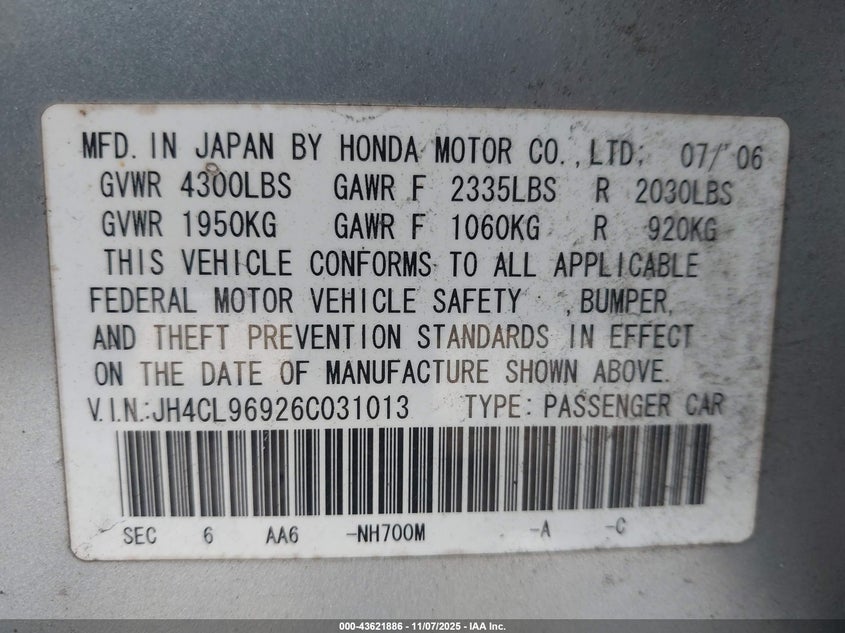 MFD. IN JAPAN BY HONDA MOTOR CO., LTD; 07/ 06
GVWR 4300LBS GAWR F 2335LBS R 2030LBS
GVWR 1950KG GAWR F 1060KG R 920KG
THIS VEHICLE CONFORMS TO ALL APPLICABLE
FEDERAL MOTOR VEHICLE SAFETY , BUMPER,
AND THEFT PREVENTION STANDARDS IN EFFECT
ON THE DATE OF MANUFACTURE SHOWN ABOVE.
V.I.N.:JH4CL96926C031013 TYPE: PASSENGER CAR
SEC 6 AA6 -NH700M -A -C
000-43621886 | 11/07/2025 - IAA Inc.